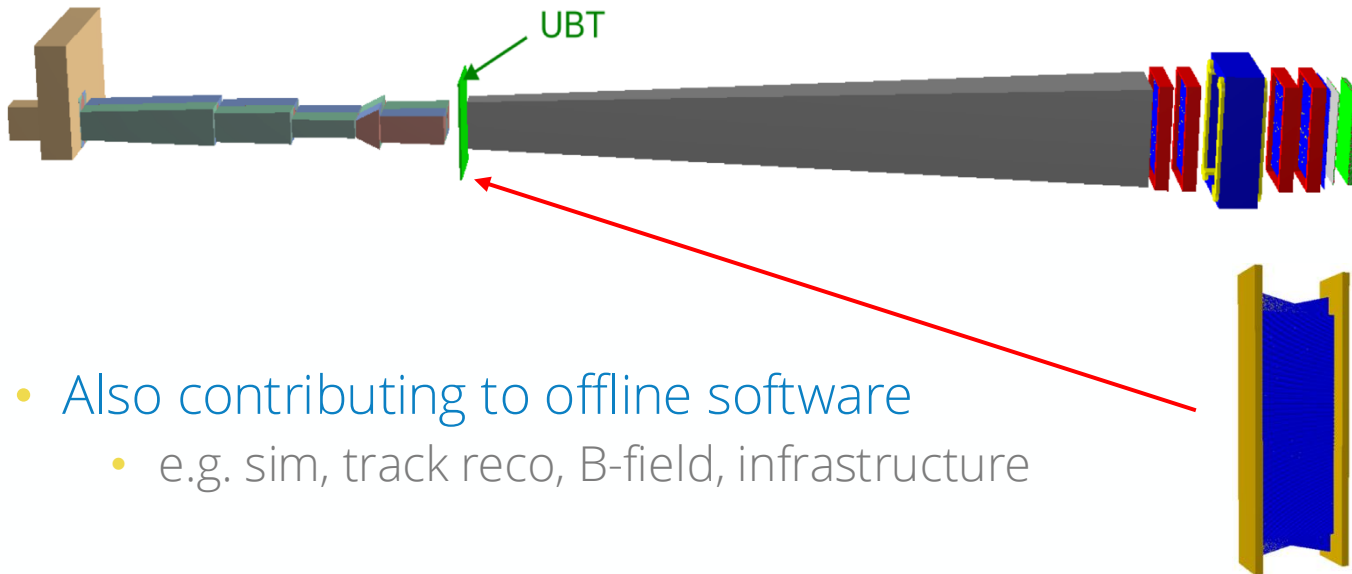 UBT
• Also contributing to offline software
• e.g. sim, track reco, B-field, infrastructure